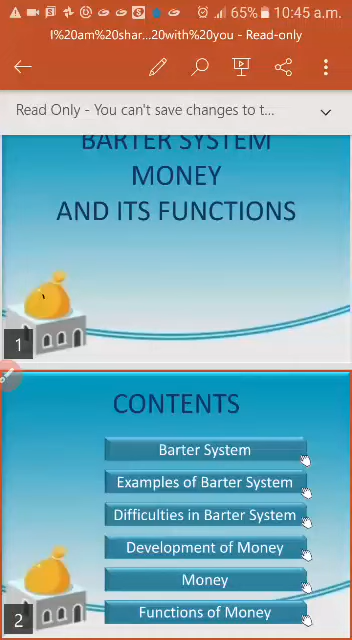 65% 10:45 a.m.
I%20am%20shar...20with%20you - Read-only
Read Only - You can't save changes to t...
BARTER SYSTEM
MONEY
AND ITS FUNCTIONS
1
CONTENTS
Barter System
Examples of Barter System
Difficulties in Barter System
Development of Money
Money
Functions of Money
2